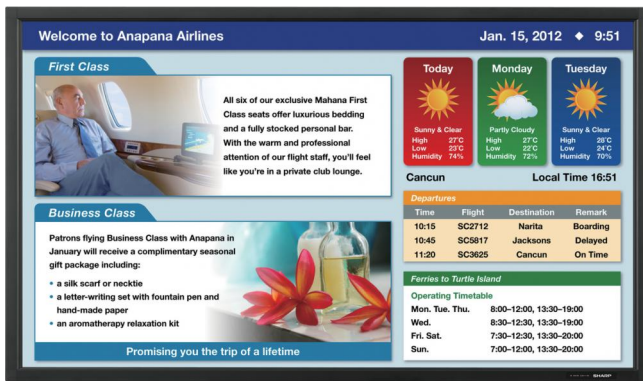 Welcome to Anapana Airlines
Jan. 15, 2012 ◆ 9:51
First Class
All six of our exclusive Mahana First
Class seats offer luxurious bedding
and a fully stocked personal bar.
With the warm and professional
attention of our flight staff, you'll feel
like you're in a private club lounge.
Business Class
Patrons flying Business Class with Anapana in
January will receive a complimentary seasonal
gift package including:
• a silk scarf or necktie
• a letter-writing set with fountain pen and
hand-made paper
• an aromatherapy relaxation kit
Promising you the trip of a lifetime
Today
Sunny & Clear
High 27°C
Low 23°C
Humidity 74%
Monday
Partly Cloudy
High 27°C
Low 22°C
Humidity 72%
Tuesday
Sunny & Clear
High 28°C
Low 24°C
Humidity 70%
Cancun Local Time 16:51
Departures
Time Flight Destination Remark
10:15 SC2712 Narita Boarding
10:45 SC5817 Jacksons Delayed
11:20 SC3625 Cancun On Time
Ferries to Turtle Island
Operating Timetable
Mon. Tue. Thu. 8:00–12:00, 13:30–19:00
Wed. 8:30–12:30, 13:30–19:00
Fri. Sat. 7:30–12:30, 13:30–20:00
Sun. 7:00–12:00, 13:30–20:00
SHARP